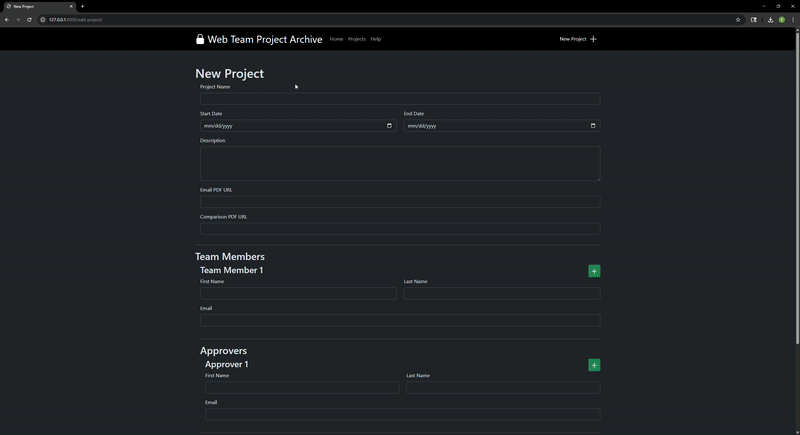 New Project
127.0.0.1:8000/add-project/
Web Team Project Archive Home Projects Help New Project
New Project
Project Name
Start Date End Date
mm/dd/yyyy mm/dd/yyyy
Description
Email PDF URL
Comparison PDF URL
Team Members
Team Member 1
First Name Last Name
Email
Approvers
Approver 1
First Name Last Name
Email